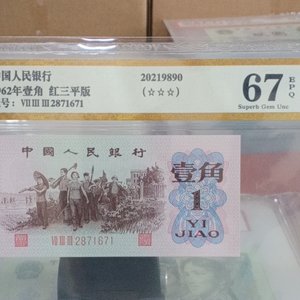 国人民银行
962年壹角 红三平版
号: VII III III 2871671
20219890
(☆☆☆)
67 EPQ
Superb Gem Unc
中国人民银行
壹角
1
YI
JIAO
VII III III 2871671